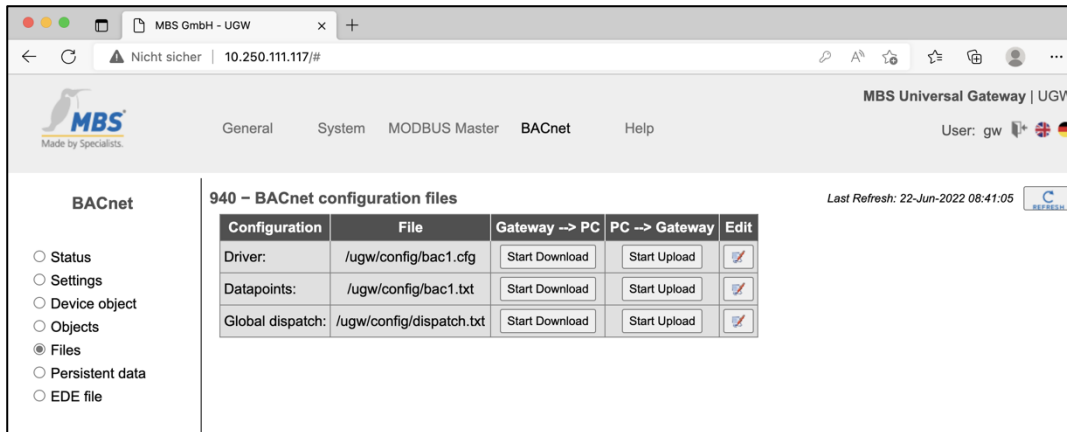 MBS GmbH - UGW
Nicht sicher | 10.250.111.117/#
MBS
Made by Specialists.
General System MODBUS Master BACnet Help
MBS Universal Gateway | UGW
User: gw
BACnet
Status
Settings
Device object
Objects
Files
Persistent data
EDE file
940 – BACnet configuration files
Last Refresh: 22-Jun-2022 08:41:05
REFRESH
Configuration File Gateway --> PC PC --> Gateway Edit
Driver: /ugw/config/bac1.cfg Start Download Start Upload
Datapoints: /ugw/config/bac1.txt Start Download Start Upload
Global dispatch: /ugw/config/dispatch.txt Start Download Start Upload